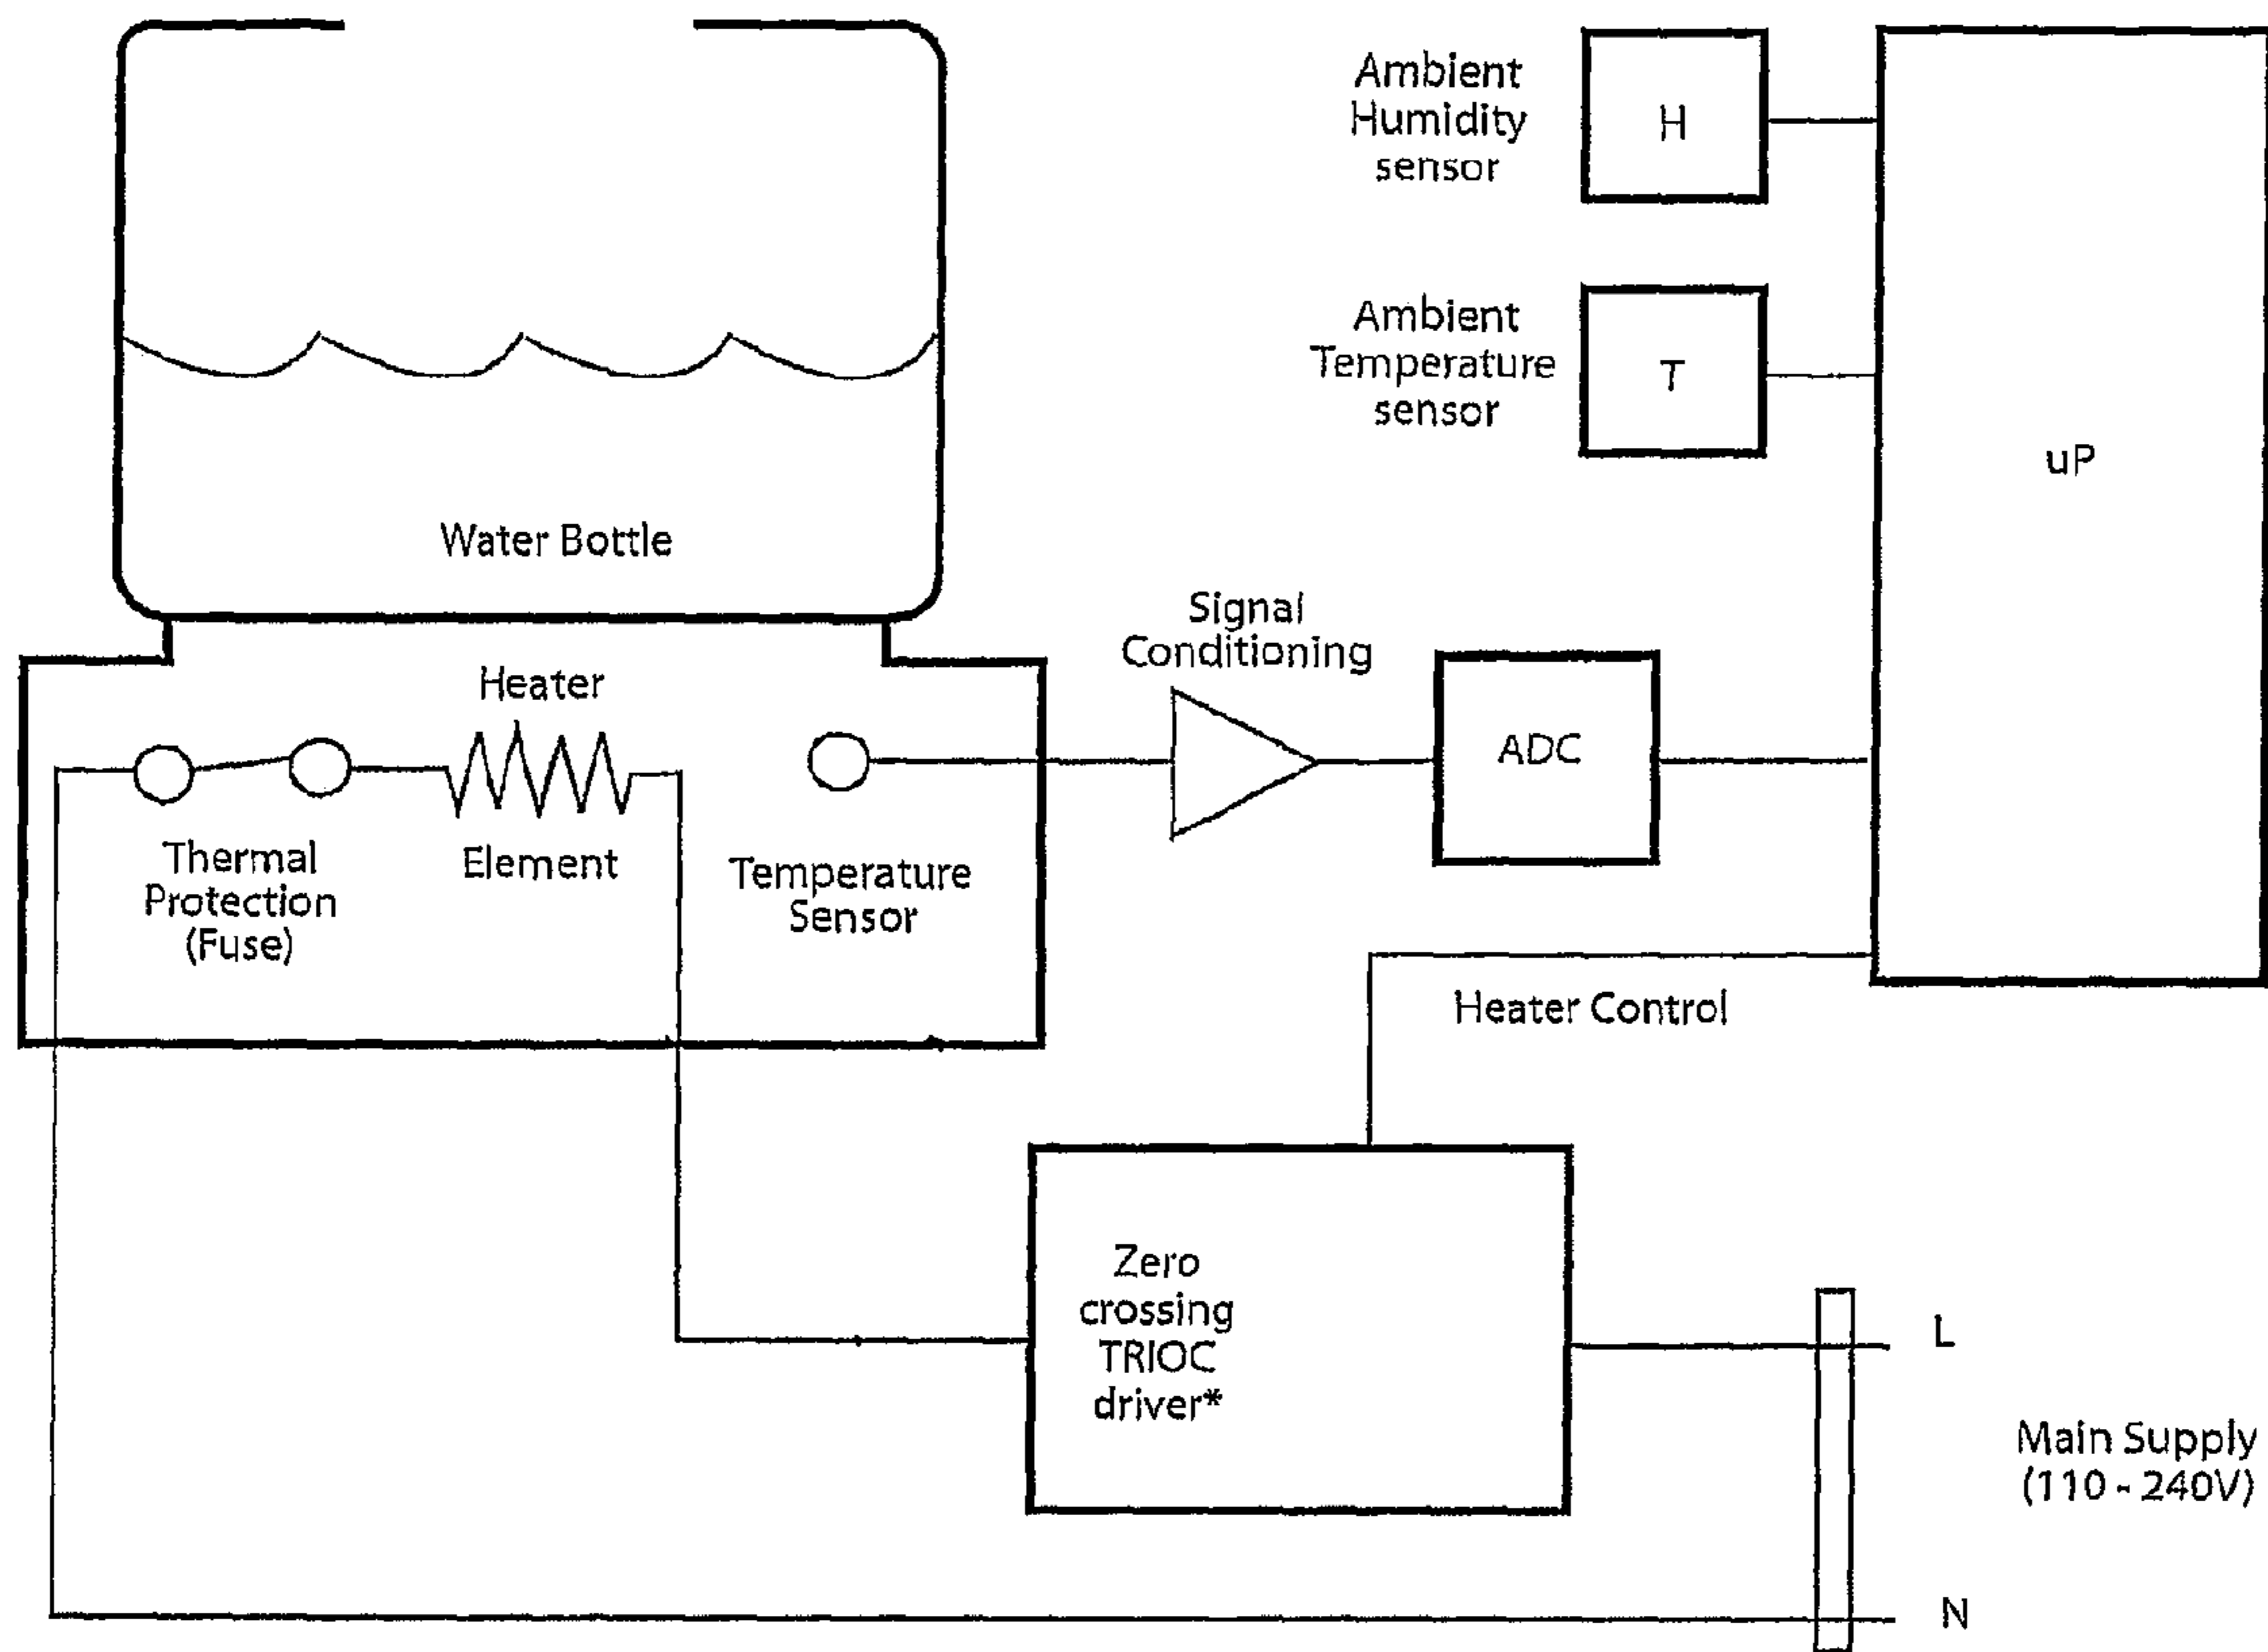 Ambient
Humidity
sensor
H
Ambient
Temperature
sensor
T
uP
Water Bottle
Signal
Conditioning
Heater
ADC
Element
Thermal
Protection
(Fuse)
Temperature
Sensor
Heater Control
Zero
crossing
TRIOC
driver*
L
Main Supply
(110 - 240V)
N